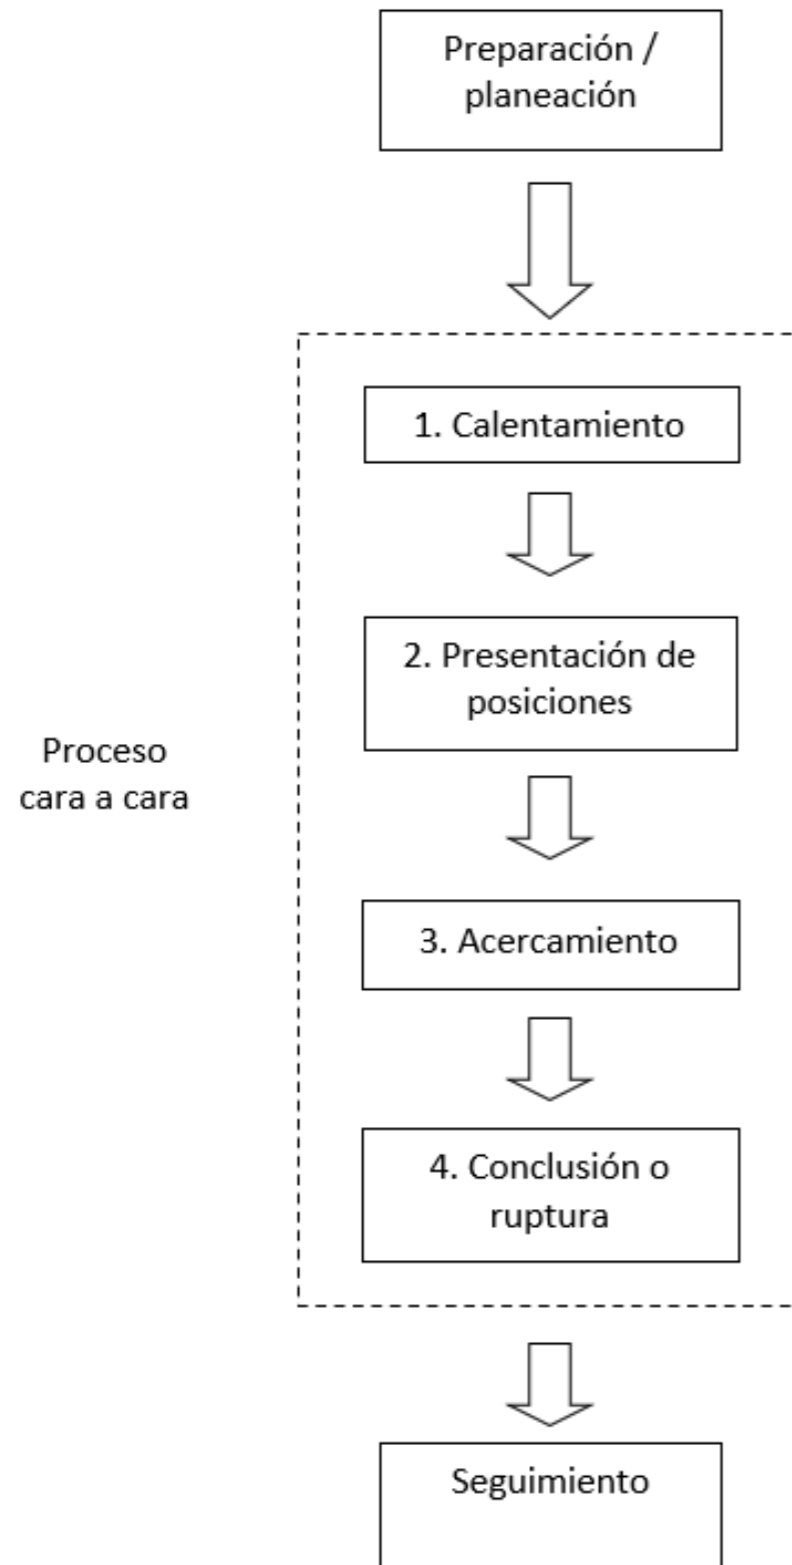 Preparación /
planeación
1. Calentamiento
2. Presentación de
posiciones
Proceso
cara a cara
3. Acercamiento
4. Conclusión o
ruptura
Seguimiento